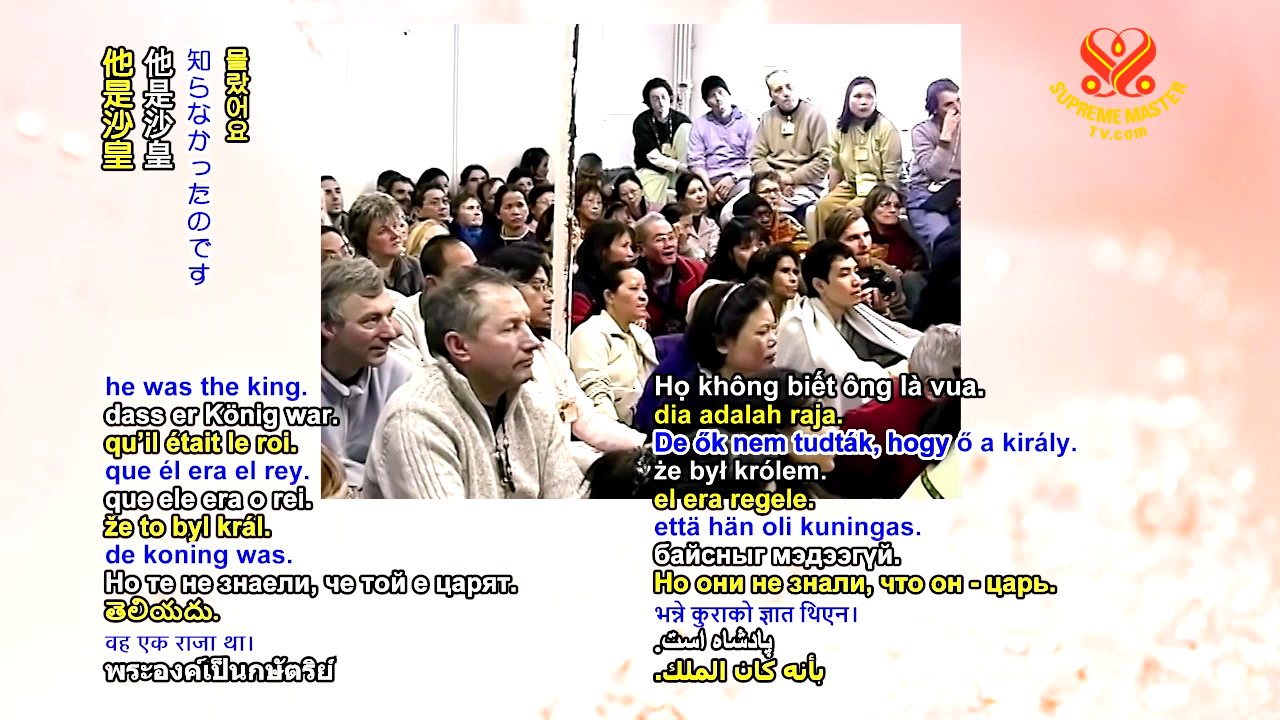 他是沙皇
他是沙皇
知らなかったのです
몰랐어요
SUPREME MASTER
TV.com
he was the king.
dass er König war.
qu'il était le roi.
que él era el rey.
que ele era o rei.
že to byl král.
de koning was.
Но те не знаели, че той е царят.
తెలియదు.
वह एक राजा था।
พระองค์เป็นกษัตริย์
Họ không biết ông là vua.
dia adalah raja.
De ők nem tudták, hogy ő a király.
że był królem.
el era regele.
että hän oli kuningas.
байсныг мэдээгүй.
Но они не знали, что он - царь.
भन्ने कुराको ज्ञात थिएन।
پادشاه است.
بأنه كان الملك.